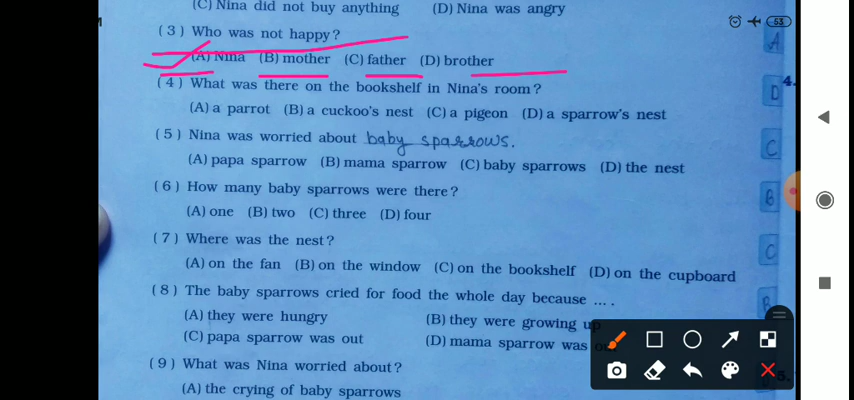 (C) Nina did not buy anything (D) Nina was angry
53
(3) Who was not happy?
A
(A) Nina (B) mother (C) father (D) brother
(4) What was there on the bookshelf in Nina's room?
4.
D
(A) a parrot (B) a cuckoo's nest (C) a pigeon (D) a sparrow's nest
(5) Nina was worried about baby sparrows.
C
(A) papa sparrow (B) mama sparrow (C) baby sparrows (D) the nest
(6) How many baby sparrows were there?
B
(A) one (B) two (C) three (D) four
(7) Where was the nest?
C
(A) on the fan (B) on the window (C) on the bookshelf (D) on the cupboard
(8) The baby sparrows cried for food the whole day because ... .
B
(A) they were hungry (B) they were growing up
(C) papa sparrow was out (D) mama sparrow was
(9) What was Nina worried about?
5.
(A) the crying of baby sparrows